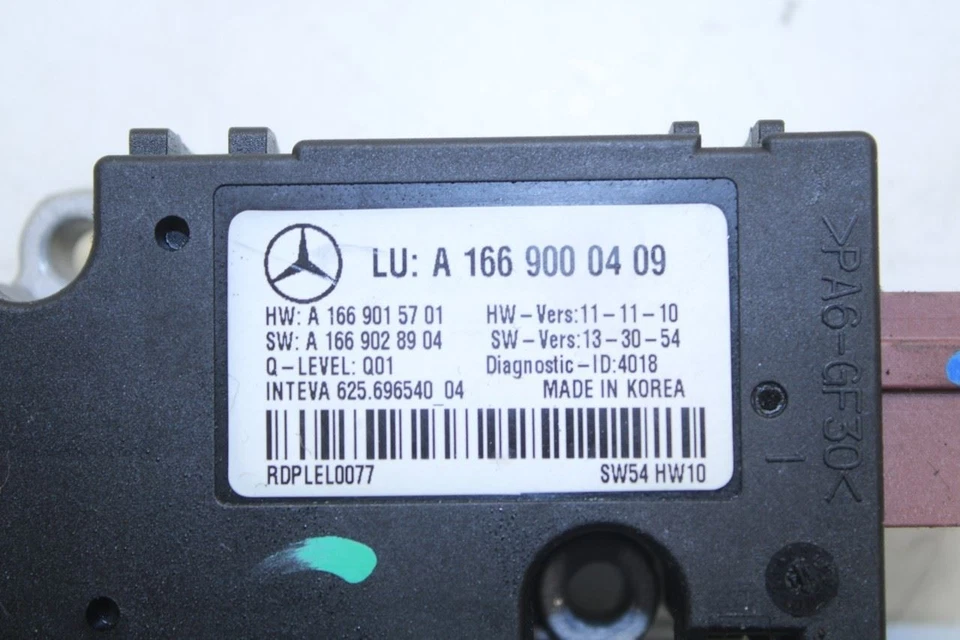 LU: A 166 900 04 09
HW: A 166 901 57 01 HW-Vers:11-11-10
SW: A 166 902 89 04 SW-Vers:13-30-54
Q-LEVEL: Q01 Diagnostic-ID:4018
INTEVA 625.696540_04 MADE IN KOREA
RDPLEL0077 SW54 HW10
>PA6-GF30<
1